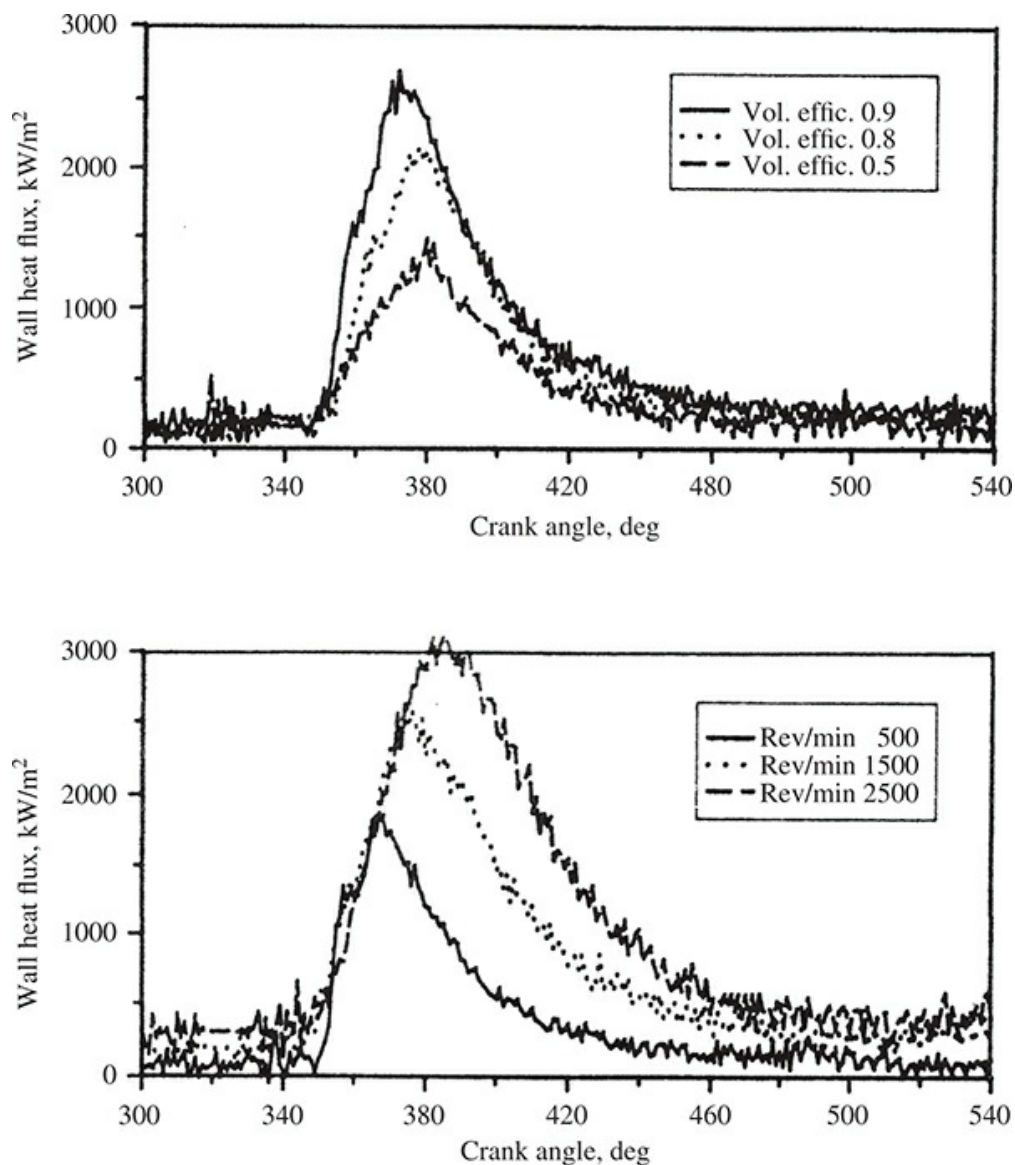 3000
2000
1000
0
Wall heat flux, kW/m²
Vol. effic. 0.9
Vol. effic. 0.8
Vol. effic. 0.5
300 340 380 420 480 500 540
Crank angle, deg
3000
2000
1000
0
Wall heat flux, kW/m²
Rev/min 500
Rev/min 1500
Rev/min 2500
300 340 380 420 460 500 540
Crank angle, deg